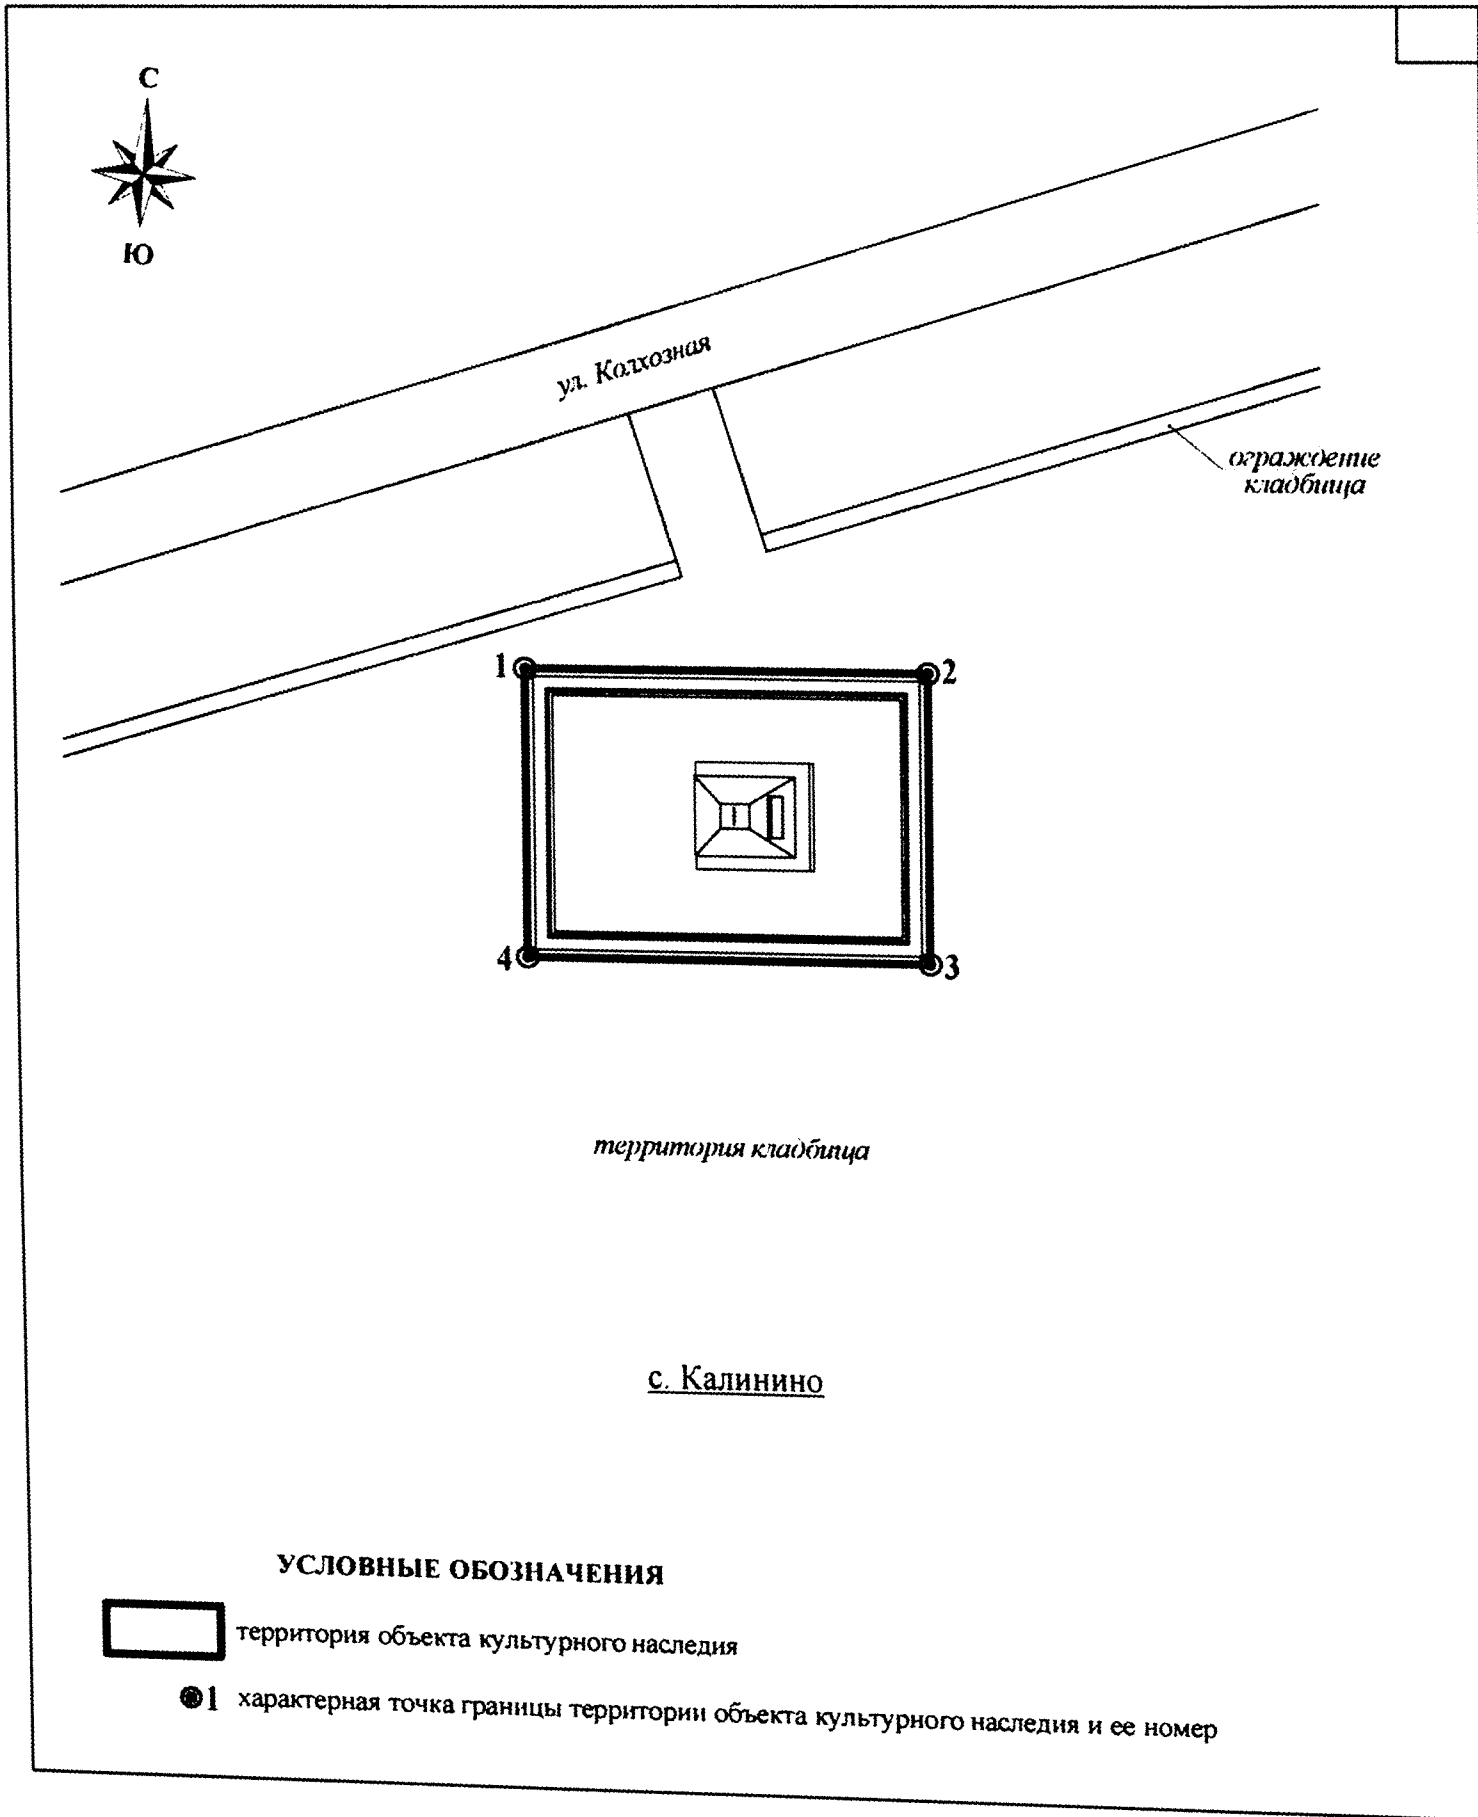 С
Ю
ул. Колхозная
ограждение
кладбища
1
2
4
3
территория кладбища
с. Калинино
УСЛОВНЫЕ ОБОЗНАЧЕНИЯ
территория объекта культурного наследия
1 характерная точка границы территории объекта культурного наследия и ее номер